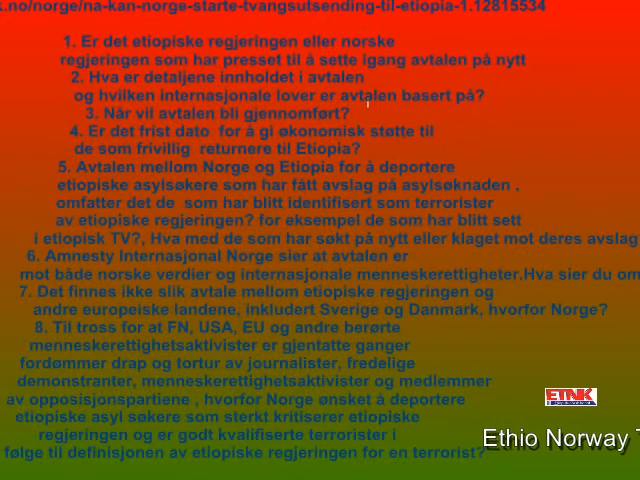 k.no/norge/na-kan-norge-starte-tvangsutsending-til-etiopia-1.12815534
1. Er det etiopiske regjeringen eller norske
regjeringen som har presset til å sette igang avtalen på nytt
2. Hva er detaljene innholdet i avtalen
og hvilken internasjonale lover er avtalen basert på?
3. Når vil avtalen bli gjennomført?
4. Er det frist dato for å gi økonomisk støtte til
de som frivillig returnere til Etiopia?
5. Avtalen mellom Norge og Etiopia for å deportere
etiopiske asylsøkere som har fått avslag på asylsøknaden ,
omfatter det de som har blitt identifisert som terrorister
av etiopiske regjeringen? for eksempel de som har blitt sett
i etiopisk TV?, Hva med de som har søkt på nytt eller klaget mot deres avslag
6. Amnesty Internasjonal Norge sier at avtalen er
mot både norske verdier og internasjonale menneskerettigheter.Hva sier du om
7. Det finnes ikke slik avtale mellom etiopiske regjeringen og
andre europeiske landene, inkludert Sverige og Danmark, hvorfor Norge?
8. Til tross for at FN, USA, EU og andre berørte
menneskerettighetsaktivister er gjentatte ganger
fordømmer drap og tortur av journalister, fredelige
demonstranter, menneskerettighetsaktivister og medlemmer
av opposisjonspartiene , hvorfor Norge ønsket å deportere
etiopiske asyl søkere som sterkt kritiserer etiopiske
regjeringen og er godt kvalifiserte terrorister i
følge til definisjonen av etiopiske regjeringen for en terrorist?
ETNK
Ethio Norway T